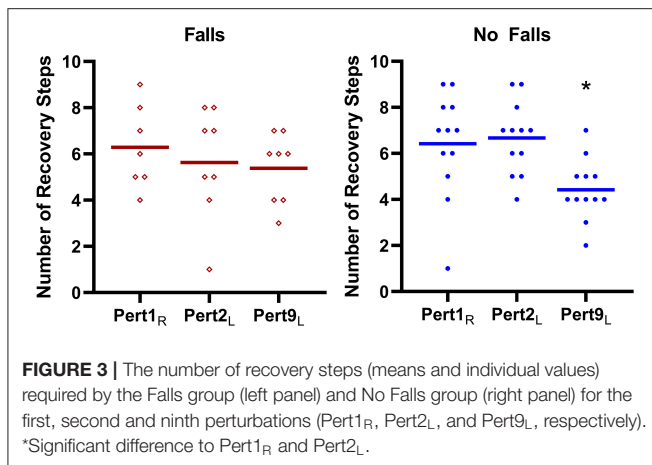 Falls
No Falls
Number of Recovery Steps
10
8
6
4
2
0
Pert1R Pert2L Pert9L
Number of Recovery Steps
10
8
6
4
2
0
*
Pert1R Pert2L Pert9L
FIGURE 3 | The number of recovery steps (means and individual values)
required by the Falls group (left panel) and No Falls group (right panel) for the
first, second and ninth perturbations (Pert1R, Pert2L, and Pert9L, respectively).
*Significant difference to Pert1R and Pert2L.